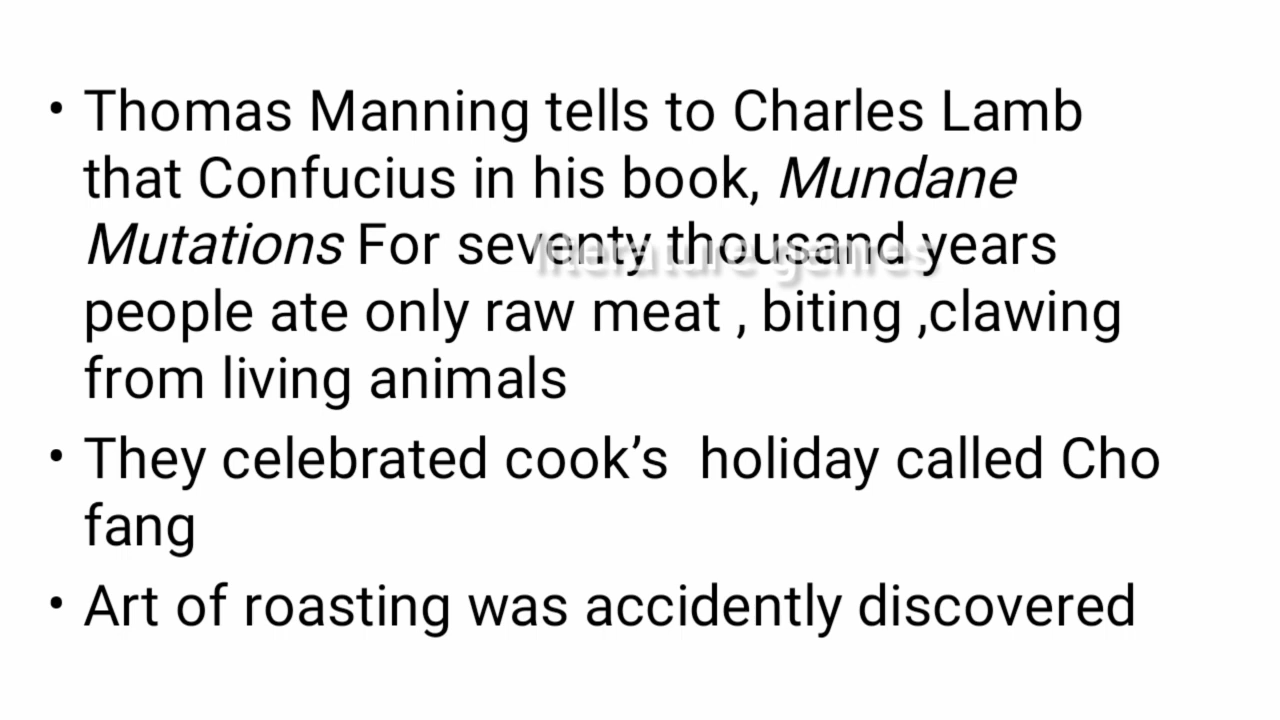 • Thomas Manning tells to Charles Lamb
that Confucius in his book, Mundane
Mutations For seventy thousand years
literature gemes
people ate only raw meat , biting ,clawing
from living animals
• They celebrated cook’s  holiday called Cho
fang
• Art of roasting was accidently discovered